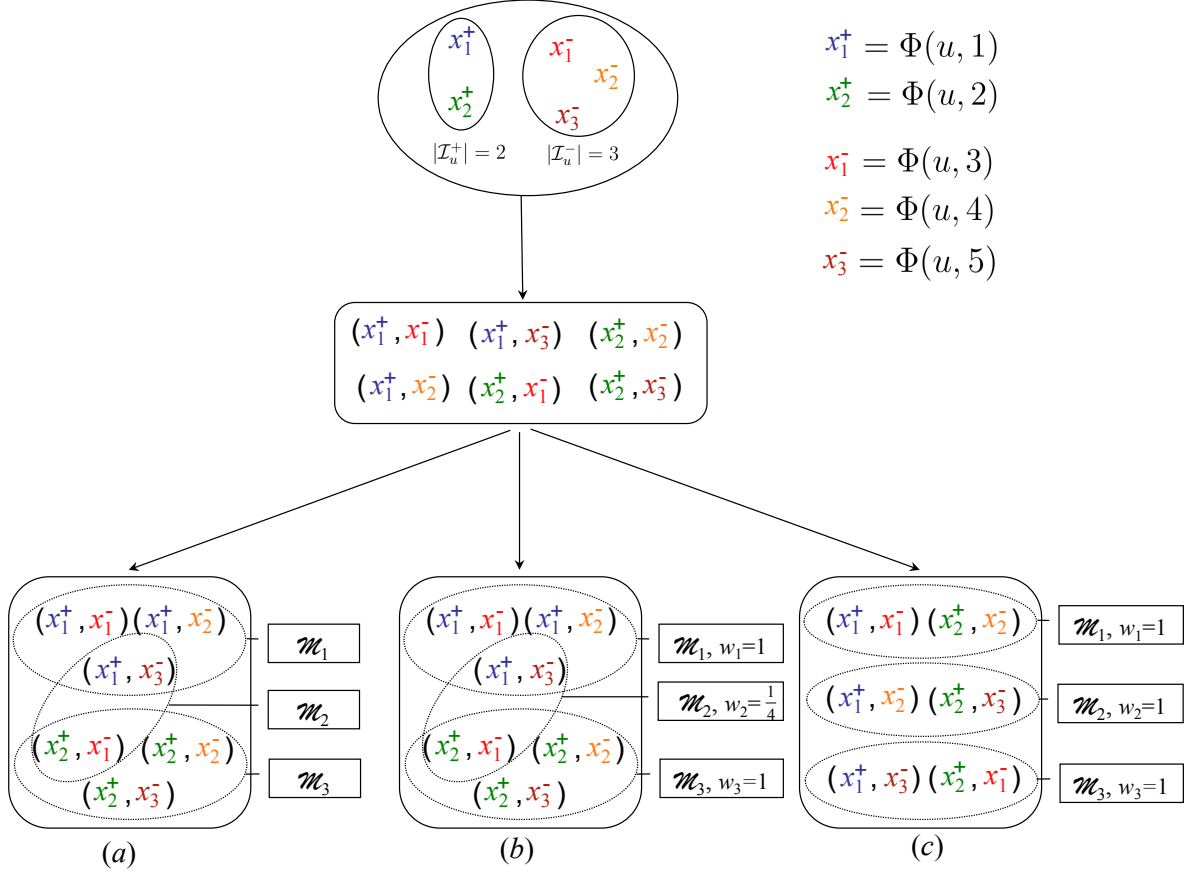 x₁⁺ x₁⁻
x₂⁻
x₂⁺ x₃⁻
|ℐᵤ⁺| = 2 |ℐᵤ⁻| = 3
x₁⁺ = Φ(u, 1)
x₂⁺ = Φ(u, 2)
x₁⁻ = Φ(u, 3)
x₂⁻ = Φ(u, 4)
x₃⁻ = Φ(u, 5)
(x₁⁺, x₁⁻) (x₁⁺, x₃⁻) (x₂⁺, x₂⁻)
(x₁⁺, x₂⁻) (x₂⁺, x₁⁻) (x₂⁺, x₃⁻)
(x₁⁺, x₁⁻)(x₁⁺, x₂⁻)
(x₁⁺, x₃⁻)
(x₂⁺, x₁⁻) (x₂⁺, x₂⁻)
(x₂⁺, x₃⁻)
ℳ₁
ℳ₂
ℳ₃
(a)
(x₁⁺, x₁⁻)(x₁⁺, x₂⁻)
(x₁⁺, x₃⁻)
(x₂⁺, x₁⁻) (x₂⁺, x₂⁻)
(x₂⁺, x₃⁻)
ℳ₁, w₁=1
ℳ₂, w₂=1/4
ℳ₃, w₃=1
(b)
(x₁⁺, x₁⁻)(x₂⁺, x₂⁻)
(x₁⁺, x₂⁻)(x₂⁺, x₃⁻)
(x₁⁺, x₃⁻)(x₂⁺, x₁⁻)
ℳ₁, w₁=1
ℳ₂, w₂=1
ℳ₃, w₃=1
(c)